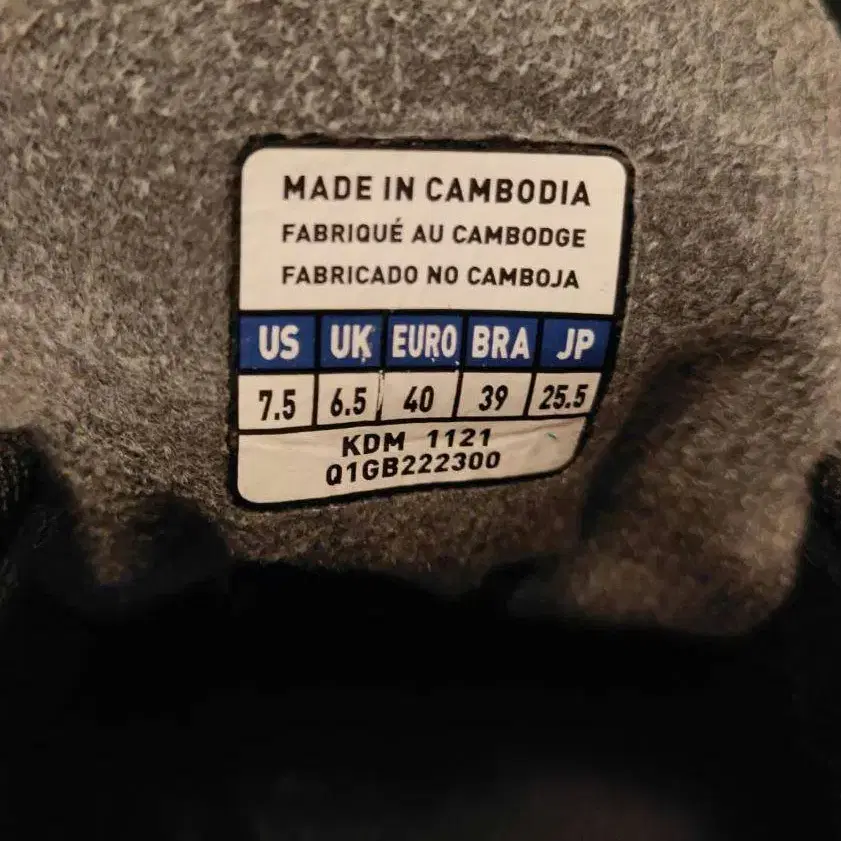 MADE IN CAMBODIA
FABRIQUÉ AU CAMBODGE
FABRICADO NO CAMBOJA
US UK EURO BRA JP
7.5 6.5 40 39 25.5
KDM 1121
Q1GB222300